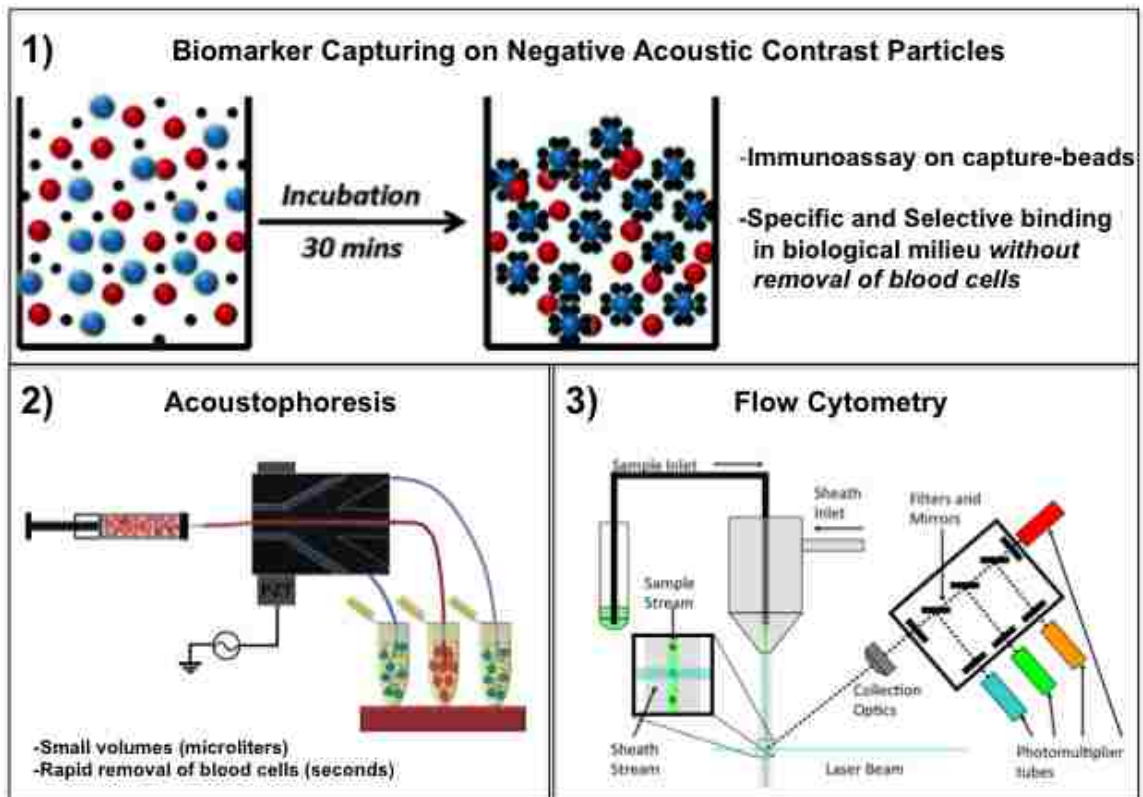 1)
Biomarker Capturing on Negative Acoustic Contrast Particles
Incubation
30 mins
-Immunoassay on capture-beads
-Specific and Selective binding
in biological milieu without
removal of blood cells
2)
Acoustophoresis
PZT
-Small volumes (microliters)
-Rapid removal of blood cells (seconds)
3)
Flow Cytometry
Sample Inlet
Sheath
Inlet
Filters and
Mirrors
Sample
Stream
Collection
Optics
Sheath
Stream
Laser Beam
Photomultiplier
tubes